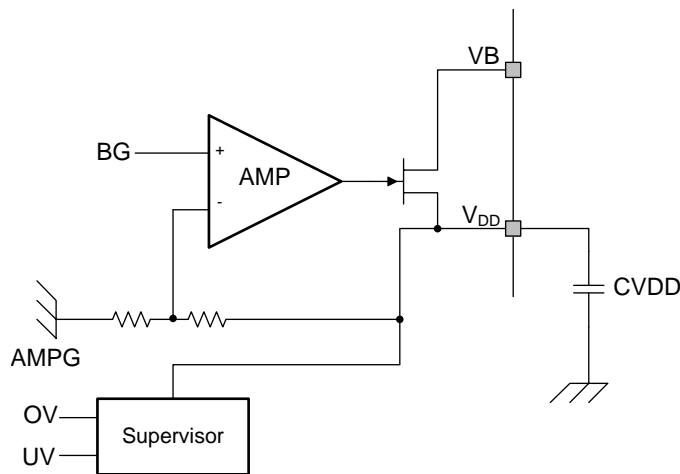 VB
BG
+
AMP
-
VDD
CVDD
AMPG
OV
Supervisor
UV